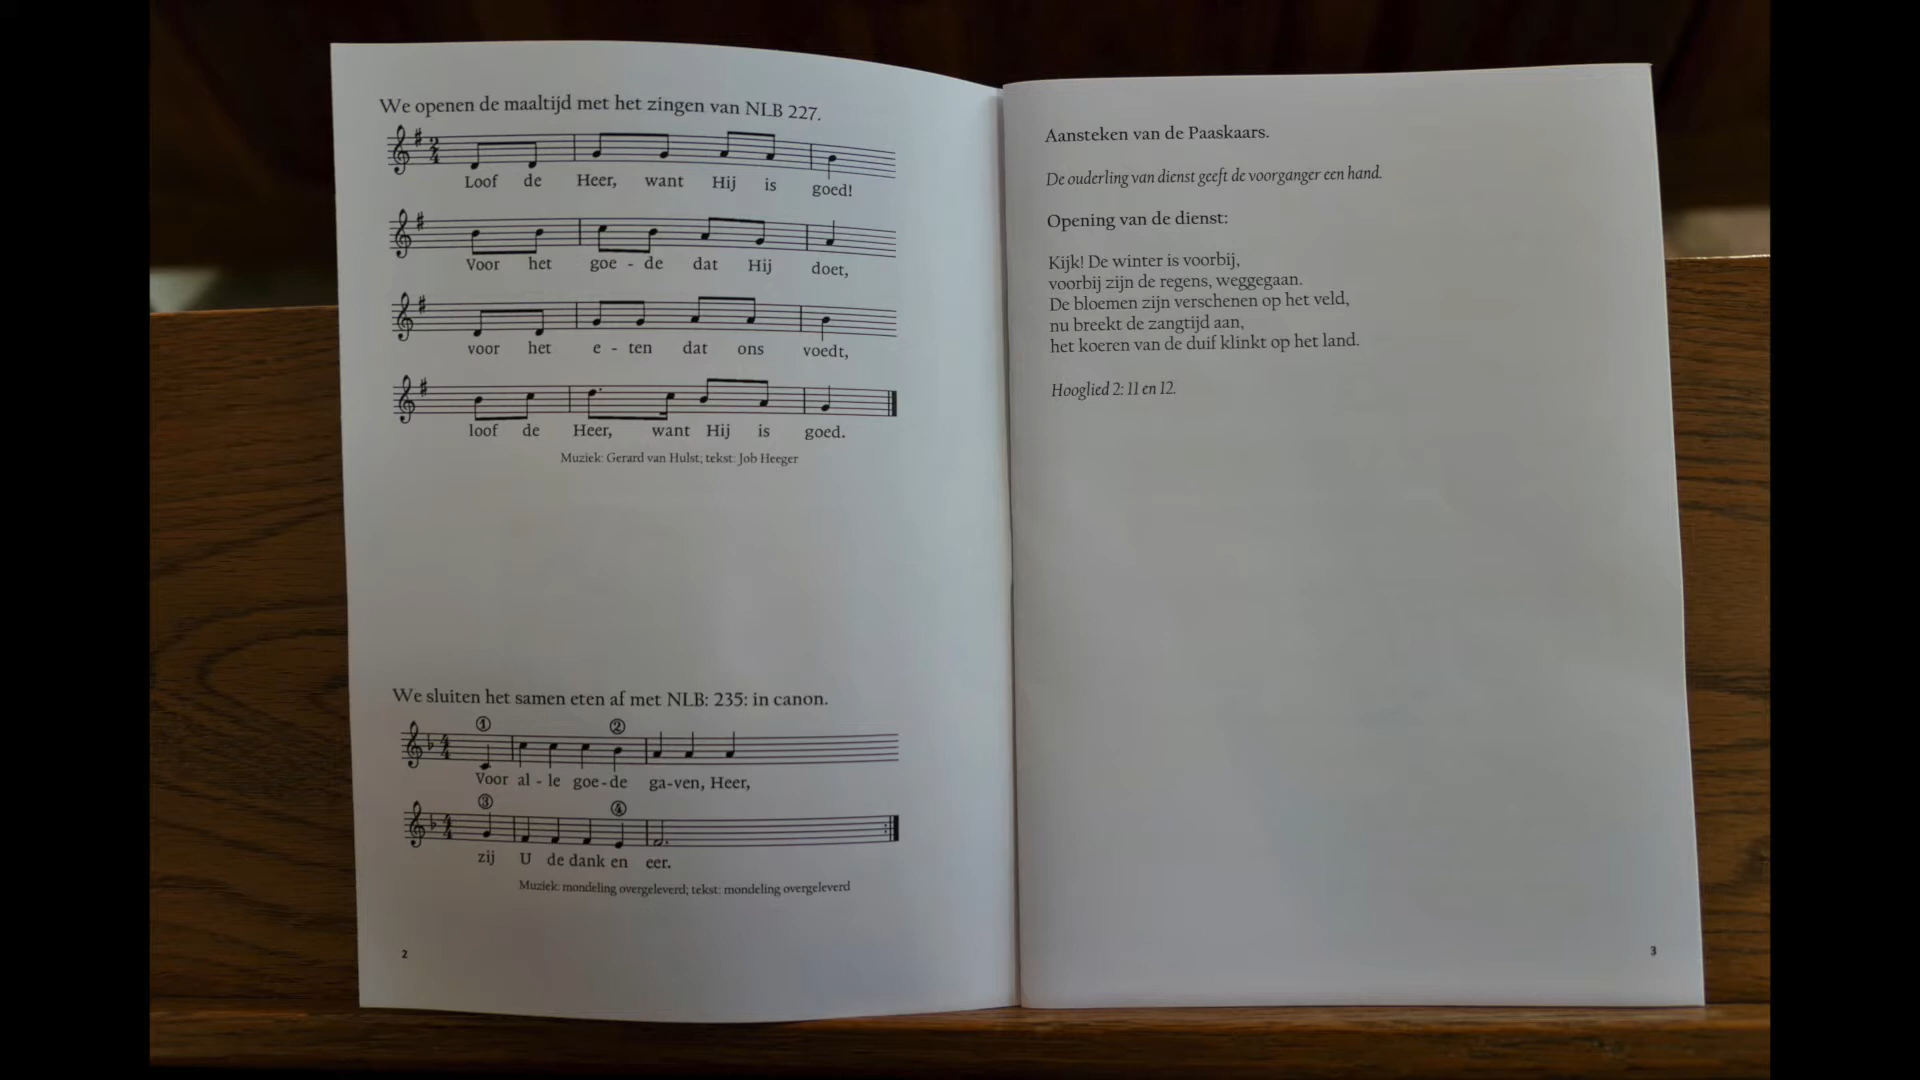 We openen de maaltijd met het zingen van NLB 227.
Loof de Heer, want Hij is goed!
Voor het goe - de dat Hij doet,
voor het e - ten dat ons voedt,
loof de Heer, want Hij is goed.
Muziek: Gerard van Hulst; tekst: Job Heeger
We sluiten het samen eten af met NLB: 235: in canon.
① ②
Voor al - le goe - de ga-ven, Heer,
③ ④
zij U de dank en eer.
Muziek: mondeling overgeleverd; tekst: mondeling overgeleverd
2
Aansteken van de Paaskaars.
De ouderling van dienst geeft de voorganger een hand.
Opening van de dienst:
Kijk! De winter is voorbij,
voorbij zijn de regens, weggegaan.
De bloemen zijn verschenen op het veld,
nu breekt de zangtijd aan,
het koeren van de duif klinkt op het land.
Hooglied 2: 11 en 12.
3